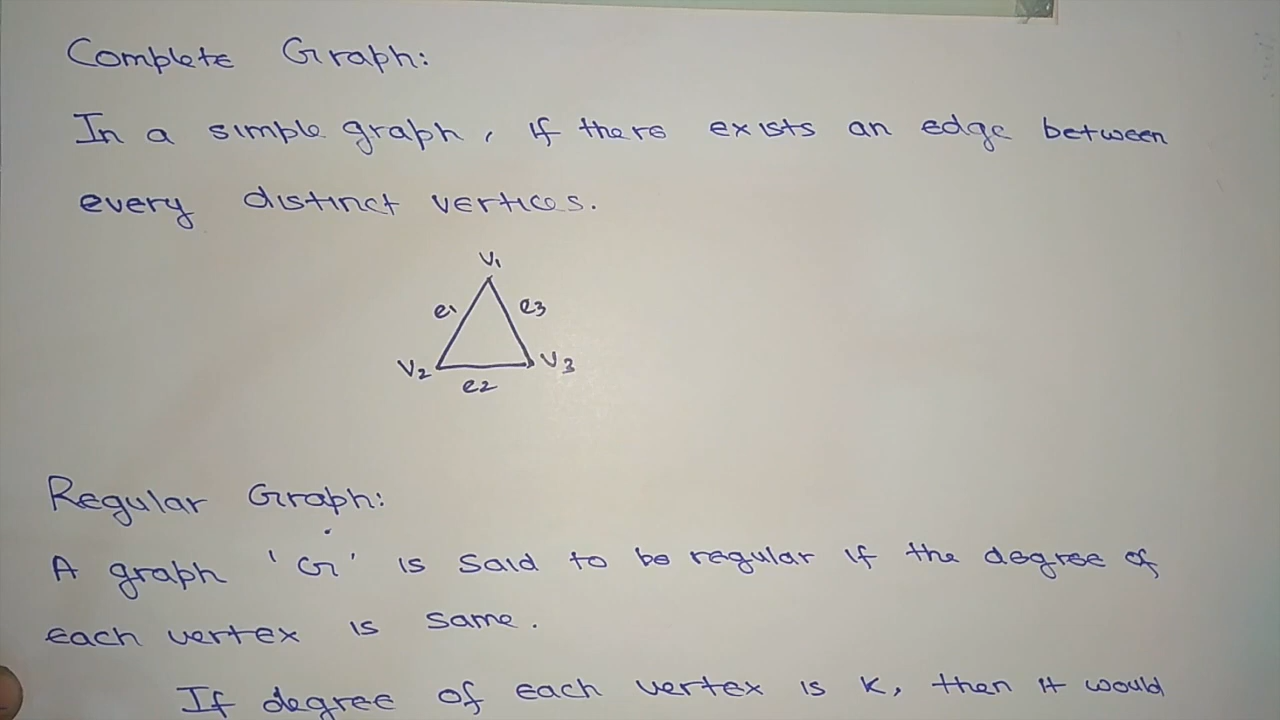 Complete Graph:
In a simple graph, if there exists an edge between
every distinct vertices.
V1
e1 e3
V2 V3
e2
Regular Graph:
A graph 'G' is said to be regular if the degree of
each vertex is same.
If degree of each vertex is K, then it would